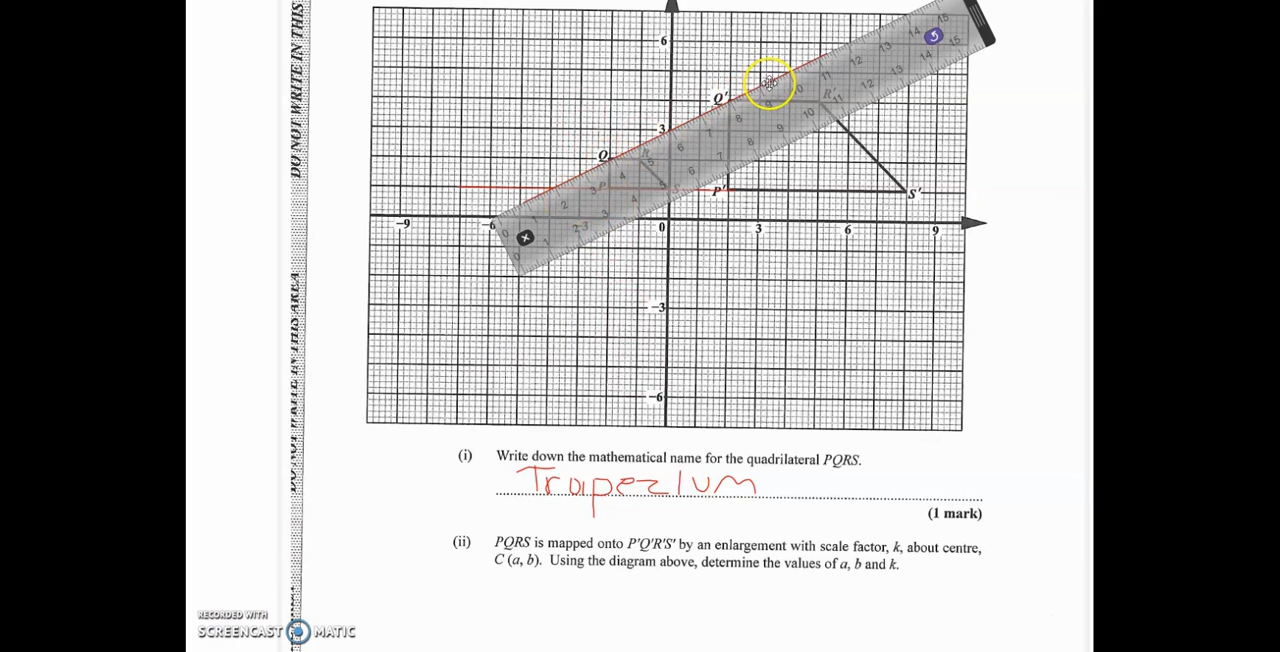 DO NOT WRITE IN THIS
6
Q'
R'
3
Q
P'
S'
-9
-6
0
3
6
9
-3
-6
(i) Write down the mathematical name for the quadrilateral PQRS.
Trapezium
(1 mark)
(ii) PQRS is mapped onto P'Q'R'S' by an enlargement with scale factor, k, about centre,
C (a, b). Using the diagram above, determine the values of a, b and k.
RECORDED WITH
SCREENCAST MATIC